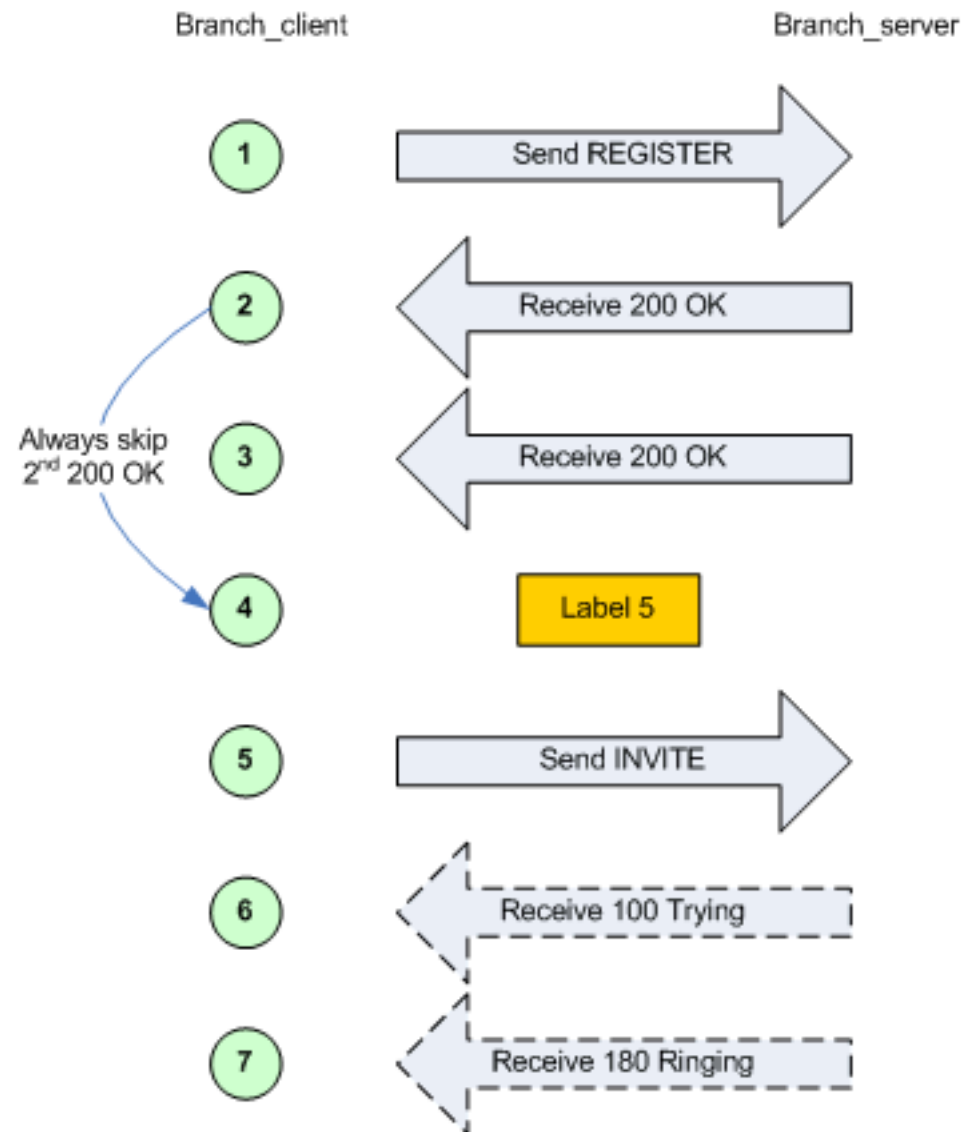 Branch_client
Branch_server
1
Send REGISTER
2
Receive 200 OK
Always skip
2nd 200 OK
3
Receive 200 OK
4
Label 5
5
Send INVITE
6
Receive 100 Trying
7
Receive 180 Ringing